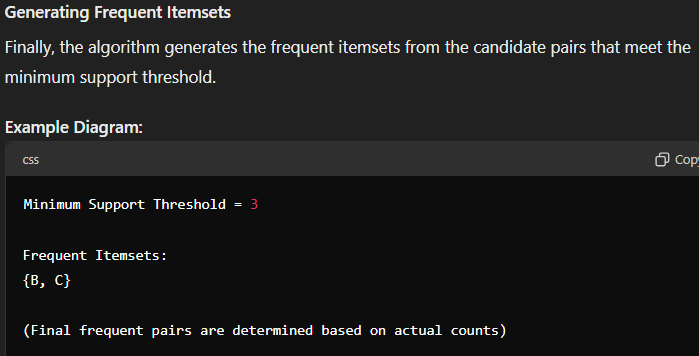 Generating Frequent Itemsets
Finally, the algorithm generates the frequent itemsets from the candidate pairs that meet the
minimum support threshold.
Example Diagram:
css
Copy
Minimum Support Threshold = 3
Frequent Itemsets:
{B, C}
(Final frequent pairs are determined based on actual counts)